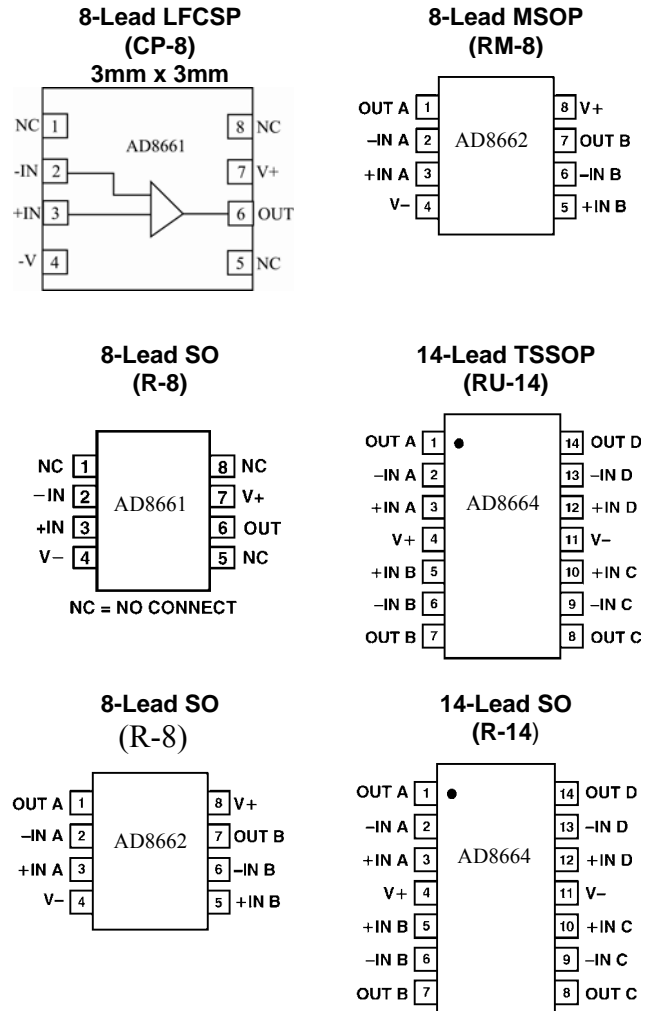 8-Lead LFCSP
(CP-8)
3mm x 3mm
NC 1
8 NC
AD8661
-IN 2
7 V+
+IN 3
6 OUT
-V 4
5 NC
8-Lead MSOP
(RM-8)
OUT A 1
8 V+
–IN A 2
AD8662
7 OUT B
+IN A 3
6 –IN B
V– 4
5 +IN B
8-Lead SO
(R-8)
NC 1
8 NC
–IN 2
AD8661
7 V+
+IN 3
6 OUT
V– 4
5 NC
NC = NO CONNECT
14-Lead TSSOP
(RU-14)
OUT A 1
14 OUT D
–IN A 2
13 –IN D
+IN A 3
AD8664
12 +IN D
V+ 4
11 V–
+IN B 5
10 +IN C
–IN B 6
9 –IN C
OUT B 7
8 OUT C
8-Lead SO
(R-8)
OUT A 1
8 V+
–IN A 2
AD8662
7 OUT B
+IN A 3
6 –IN B
V– 4
5 +IN B
14-Lead SO
(R-14)
OUT A 1
14 OUT D
–IN A 2
13 –IN D
+IN A 3
AD8664
12 +IN D
V+ 4
11 V–
+IN B 5
10 +IN C
–IN B 6
9 –IN C
OUT B 7
8 OUT C